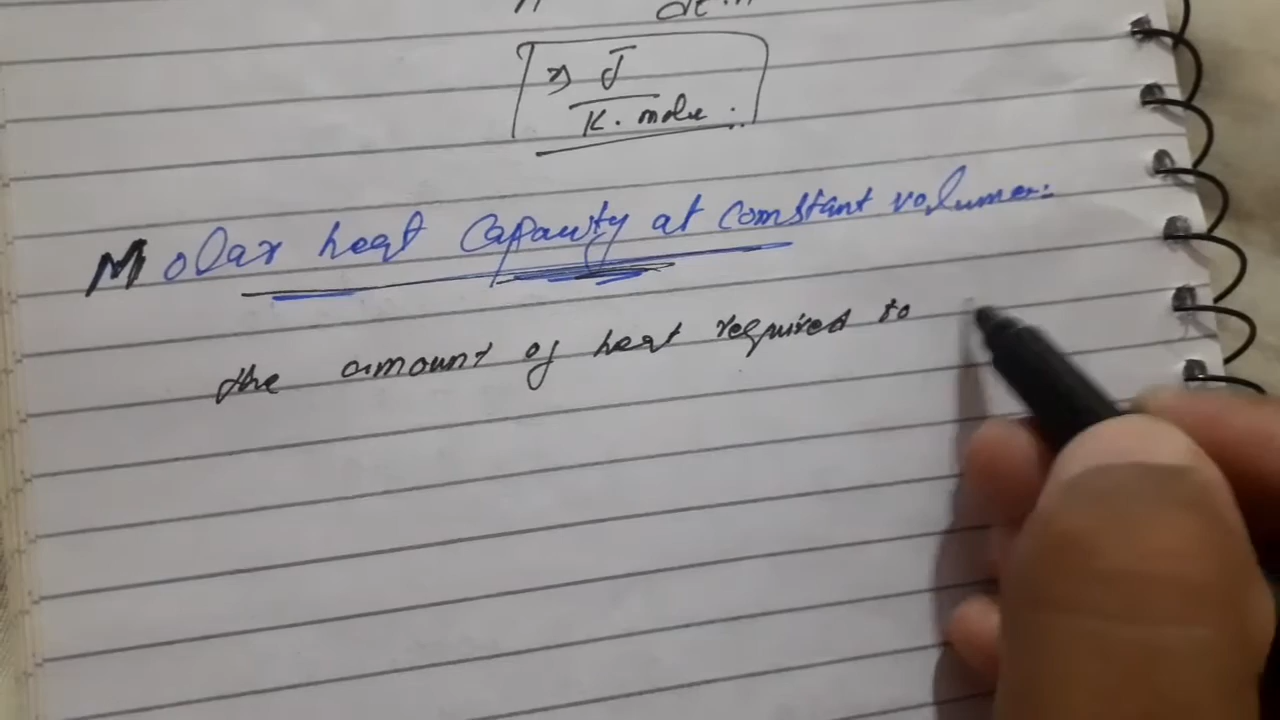 ⇒ J
K. mole.
Molar heat capacity at constant volume:
the amount of heat required to